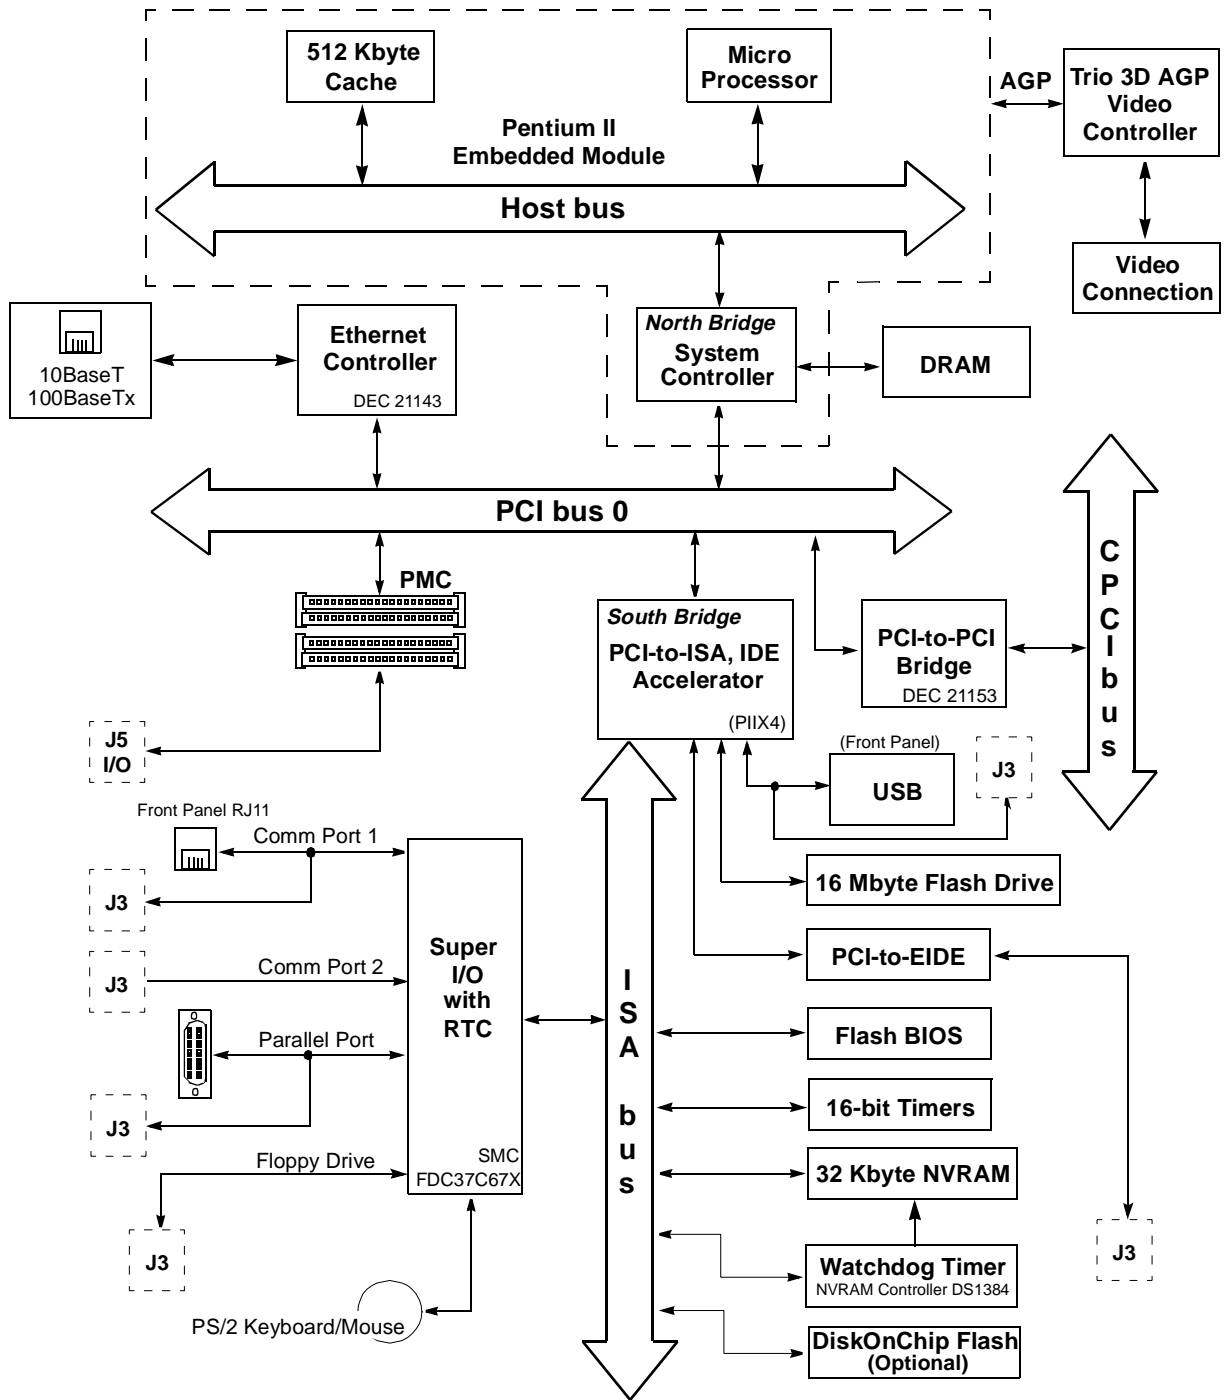 512 Kbyte
Cache
Micro
Processor
AGP
Trio 3D AGP
Video
Controller
Pentium II
Embedded Module
Host bus
Video
Connection
10BaseT
100BaseTx
Ethernet
Controller
DEC 21143
North Bridge
System
Controller
DRAM
PCI bus 0
CPCIbus
PMC
South Bridge
PCI-to-ISA, IDE
Accelerator
(PIIX4)
PCI-to-PCI
Bridge
DEC 21153
J5
I/O
(Front Panel)
USB
J3
Front Panel RJ11
Comm Port 1
J3
16 Mbyte Flash Drive
Super
I/O
with
RTC
SMC
FDC37C67X
Comm Port 2
J3
PCI-to-EIDE
ISA bus
Parallel Port
J3
Flash BIOS
16-bit Timers
Floppy Drive
J3
32 Kbyte NVRAM
J3
Watchdog Timer
NVRAM Controller DS1384
PS/2 Keyboard/Mouse
DiskOnChip Flash
(Optional)